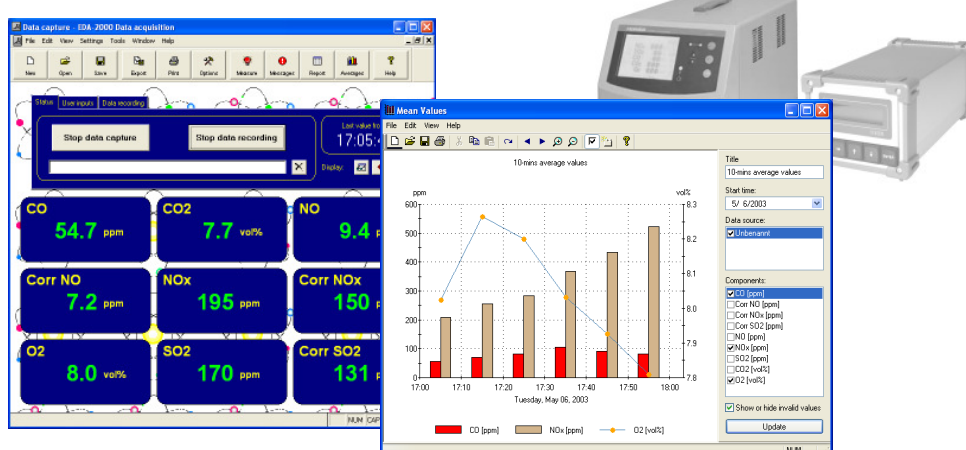 Data capture - EDA-2000 Data acquisition
File Edit View Settings Tools Window Help
New Open Save Export Print Options Measure Messages Report Averages Help
Status User inputs Data recording
Stop data capture
Stop data recording
Last value fro
17:05:4
Display:
CO
54.7 ppm
CO2
7.7 vol%
NO
9.4
Corr NO
7.2 ppm
NOx
195 ppm
Corr NOx
150
O2
8.0 vol%
SO2
170 ppm
Corr SO2
131
NUM CAP
Mean Values
File Edit View Help
10-mins average values
ppm
vol%
600
500
400
300
200
100
0
8.3
8.2
8.1
8.0
7.9
7.8
17:00 17:10 17:20 17:30 17:40 17:50 18:00
Tuesday, May 06, 2003
CO [ppm] NOx [ppm] O2 [vol%]
Title
10-mins average values
Start time:
5/ 6/2003
Data source:
Unbenannt
Components:
CO [ppm]
Corr NO [ppm]
Corr NOx [ppm]
Corr SO2 [ppm]
NO [ppm]
NOx [ppm]
SO2 [ppm]
CO2 [vol%]
O2 [vol%]
Show or hide invalid values
Update
NUM